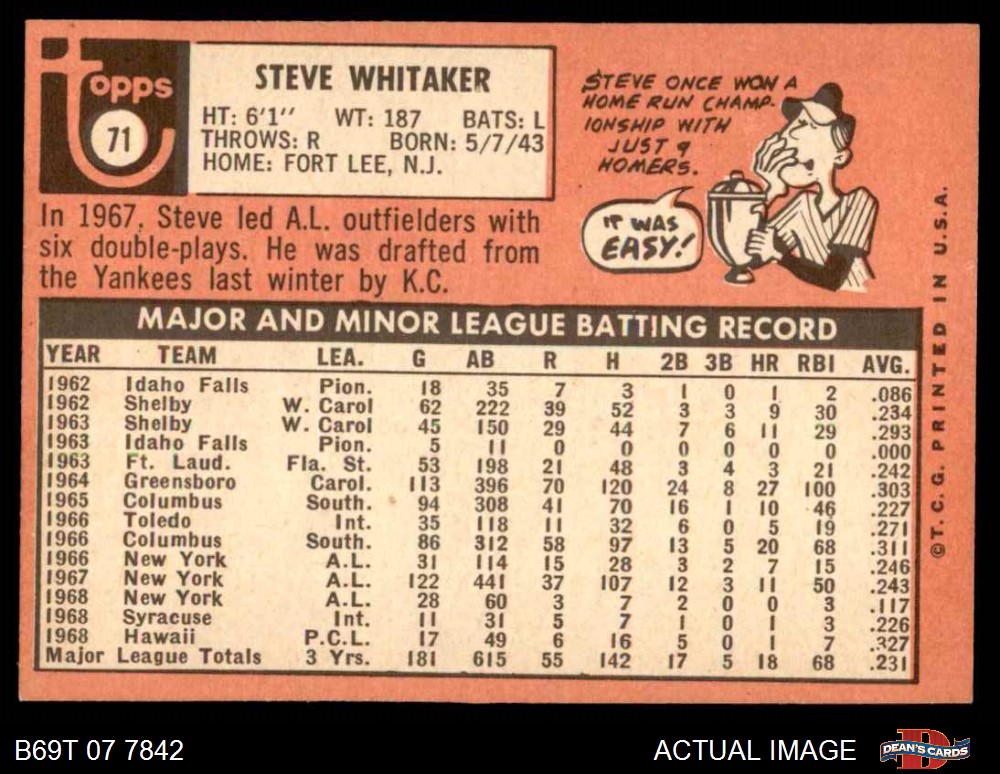 topps
71
STEVE WHITAKER
HT: 6'1'' WT: 187 BATS: L
THROWS: R BORN: 5/7/43
HOME: FORT LEE, N.J.
STEVE ONCE WON A
HOME RUN CHAMP-
IONSHIP WITH
JUST 9
HOMERS.
IT WAS
EASY!
In 1967, Steve led A.L. outfielders with
six double-plays. He was drafted from
the Yankees last winter by K.C.
MAJOR AND MINOR LEAGUE BATTING RECORD
YEAR TEAM LEA. G AB R H 2B 3B HR RBI AVG.
1962 Idaho Falls Pion. 18 35 7 3 1 0 1 2 .086
1962 Shelby W. Carol 62 222 39 52 3 3 9 30 .234
1963 Shelby W. Carol 45 150 29 44 7 6 11 29 .293
1963 Idaho Falls Pion. 5 11 0 0 0 0 0 0 .000
1963 Ft. Laud. Fla. St. 53 198 21 48 3 4 3 21 .242
1964 Greensboro Carol. 113 396 70 120 24 8 27 100 .303
1965 Columbus South. 94 308 41 70 16 1 10 46 .227
1966 Toledo Int. 35 118 11 32 6 0 5 19 .271
1966 Columbus South. 86 312 58 97 13 5 20 68 .311
1966 New York A.L. 31 114 15 28 3 2 7 15 .246
1967 New York A.L. 122 441 37 107 12 3 11 50 .243
1968 New York A.L. 28 60 3 7 2 0 0 3 .117
1968 Syracuse Int. 11 31 5 7 1 0 1 3 .226
1968 Hawaii P.C.L. 17 49 6 16 5 0 1 7 .327
Major League Totals 3 Yrs. 181 615 55 142 17 5 18 68 .231
©T.C.G. PRINTED IN U.S.A.
B69T 07 7842 ACTUAL IMAGE
D
DEAN'S CARDS